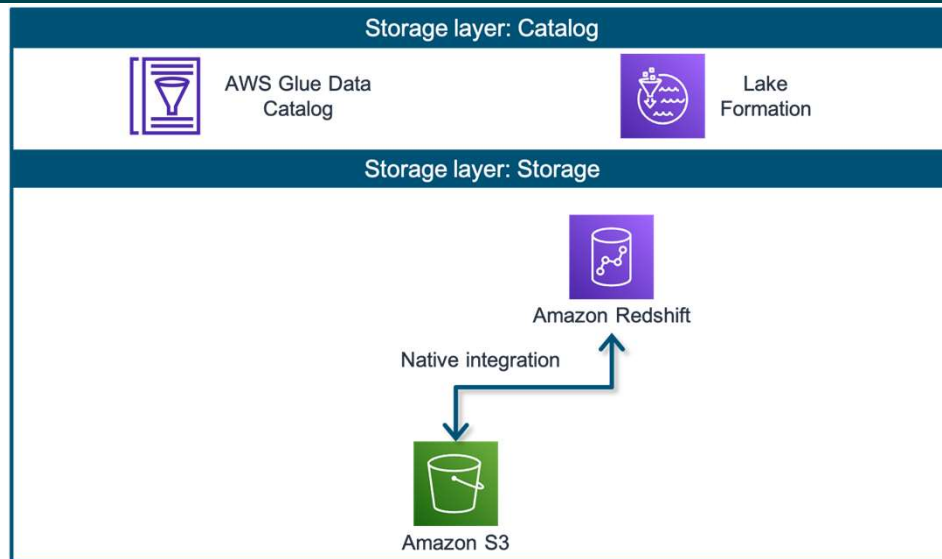 Storage layer: Catalog
AWS Glue Data
Catalog
Lake
Formation
Storage layer: Storage
Amazon Redshift
Native integration
Amazon S3